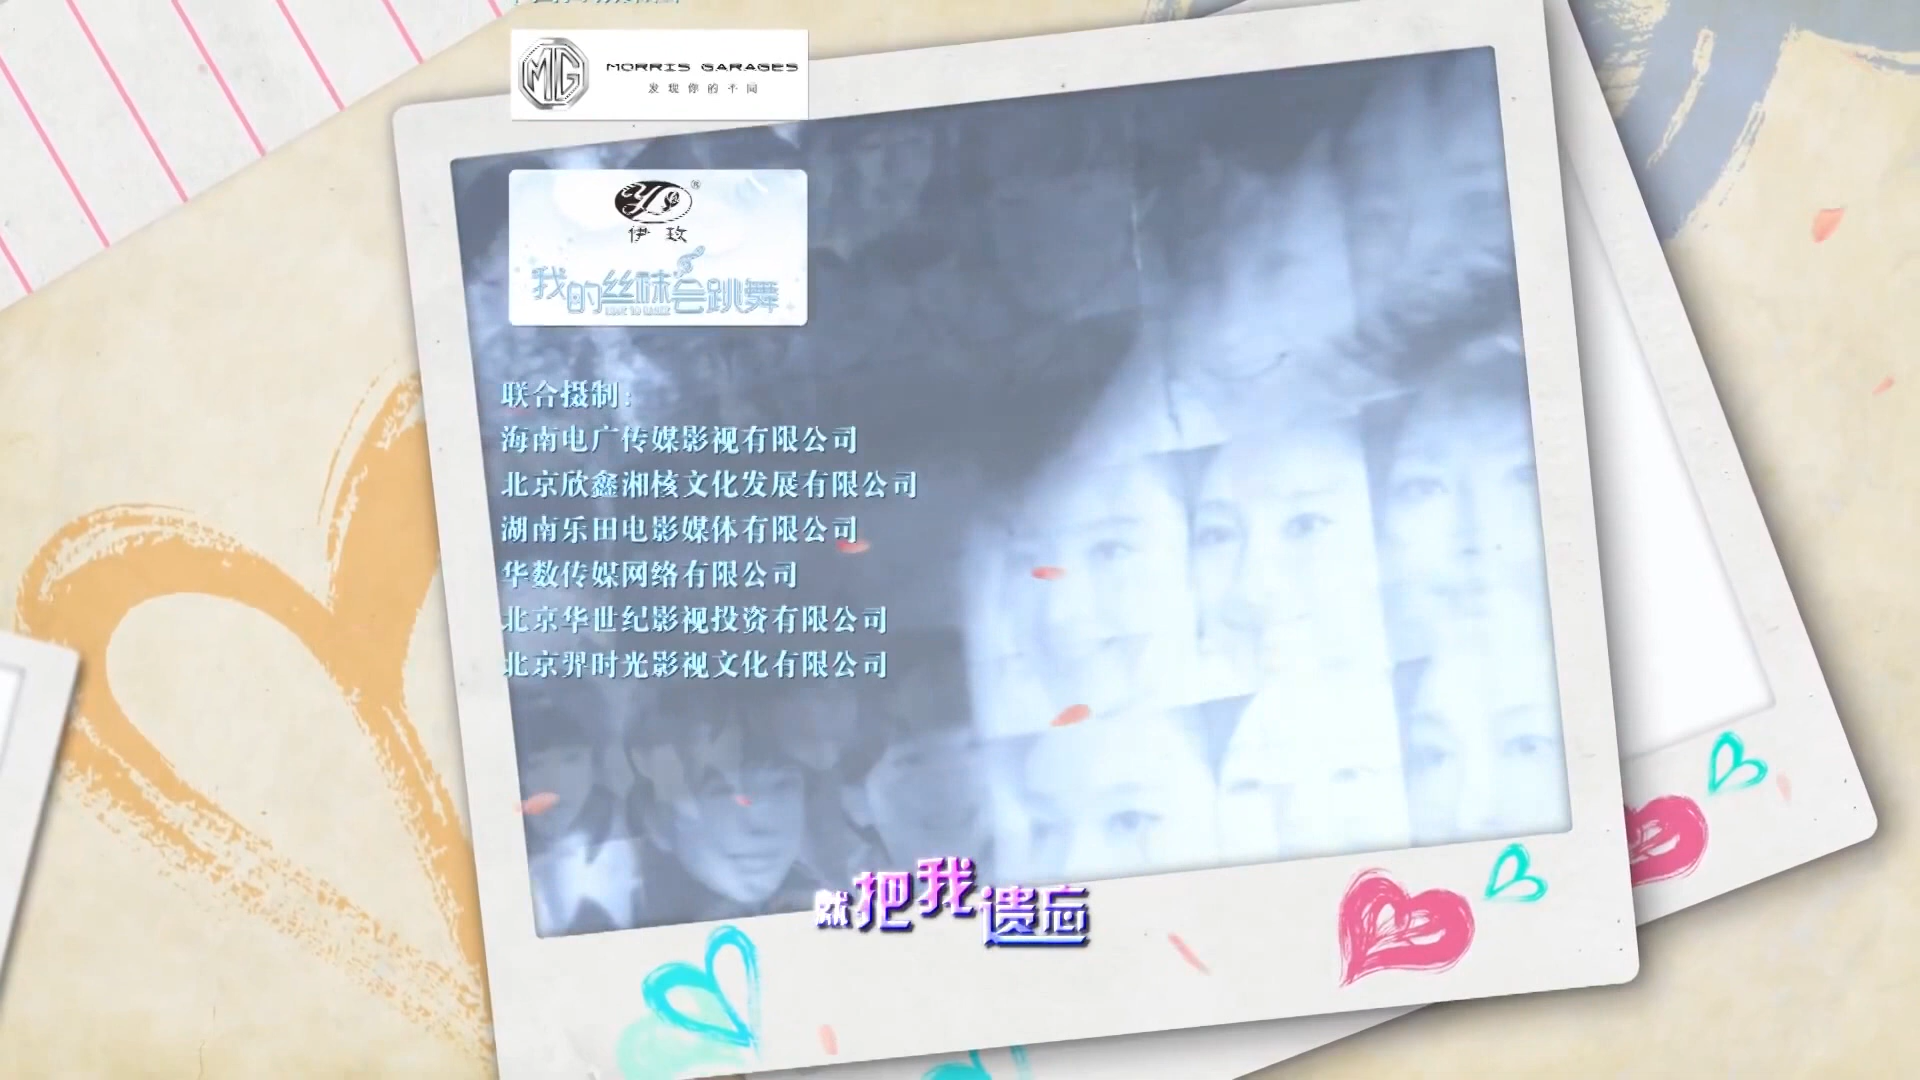 MG
MORRIS GARAGES
发现你的不同
伊玫
我的丝袜会跳舞
联合摄制：
海南电广传媒影视有限公司
北京欣鑫湘核文化发展有限公司
湖南乐田电影媒体有限公司
华数传媒网络有限公司
北京华世纪影视投资有限公司
北京羿时光影视文化有限公司
就把我遗忘